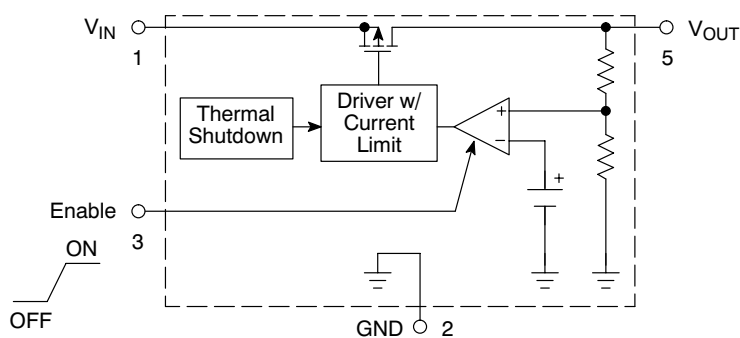 VIN
1
VOUT
5
Thermal
Shutdown
Driver w/
Current
Limit
+
−
+
Enable
3
ON
OFF
GND
2